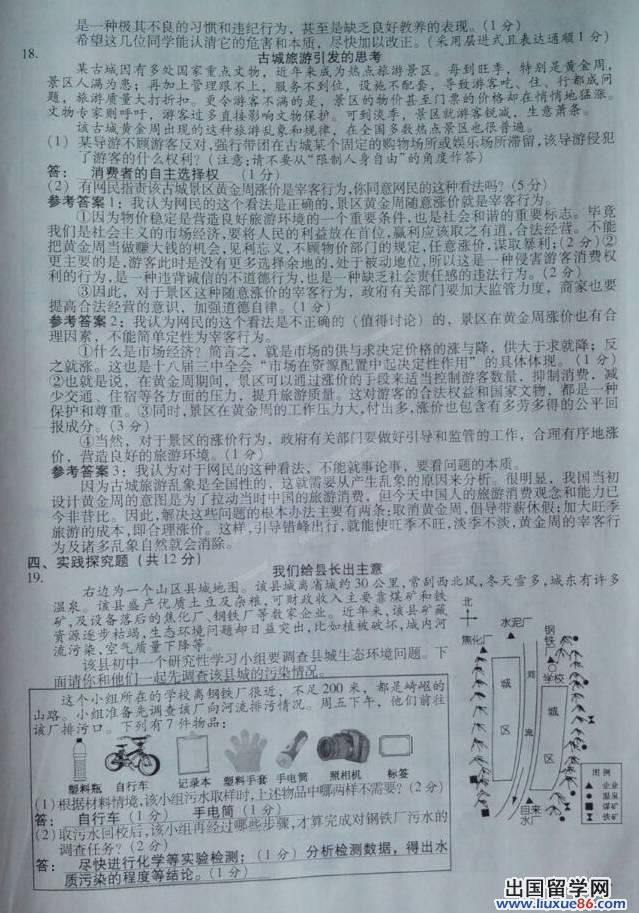 是一种极其不良的习惯和违纪行为，甚至是缺乏良好教养的表现。（1 分）
希望这几位同学能认清它的危害和本质，尽快加以改正。（采用层进式且表达通顺 1 分）
18.
古城旅游引发的思考
某古城因有多处国家重点文物，近年来成为热点旅游景区。每到旺季，特别是黄金周，
景区人满为患；再加上管理跟不上，服务不到位，设施不配套，导致游客吃、住、行都成问
题，旅游质量大打折扣。更令游客不满的是，景区的物价甚至门票的价格却在悄悄地猛涨。
文物专家则呼吁，游客过多直接影响文物保护。可到淡季，景区就游客锐减，生意萧条。
该古城黄金周出现的这种旅游乱象和规律，在全国多数热点景区也很普遍。
（1）某导游不顾游客反对，强行带团在古城某个固定的购物场所或娱乐场所滞留，该导游侵犯
了游客的什么权利？（注意：请不要从“限制人身自由”的角度作答）
答： 消费者的自主选择权 （1 分）
（2）有网民指责该古城景区黄金周涨价是宰客行为，你同意网民的这种看法吗？（5 分）
参考答案 1：我认为网民的这个看法是正确的，景区黄金周随意涨价就是宰客行为。
①因为物价稳定是营造良好旅游环境的一个重要条件，也是社会和谐的重要标志。毕竟
我们是社会主义的市场经济，要将人民的利益放在首位，赢利应该取之有道，合法经营。不能
把黄金周当做赚大钱的机会，见利忘义，不顾物价部门的规定，任意涨价，谋取暴利；（2 分）②
更主要的是，游客此时是没有更多选择余地的，处于被动地位，所以这是一种侵害游客消费权
利的行为，是一种违背诚信的不道德行为，也是一种缺乏社会责任感的违法行为。（2 分）
③因此，对于景区这种随意涨价的宰客行为，政府有关部门要加大监管力度，商家也要
提高合法经营的意识，加强道德自律。（1 分）
参考答案 2：我认为网民的这个看法是不正确的（值得讨论）的，景区在黄金周涨价也有合
理因素，不能简单定性为宰客行为。
①什么是市场经济？简言之，就是市场的供与求决定价格的涨与降，供大于求就降；反
之就涨。这也是十八届三中全会“市场在资源配置中起决定性作用”的具体体现。（1 分）
②也就是说，在黄金周期间，景区可以通过涨价的手段来适当控制游客数量，抑制消费，减
少交通、住宿等各方面的压力，提升旅游质量。这对游客的合法权益和国家文物，都是一种
保护和尊重。③同时，景区在黄金周的工作压力大，付出多，涨价也包含有多劳多得的公平回
报成分。（3 分）
④当然，对于景区的涨价行为，政府有关部门要做好引导和监管的工作，合理有序地涨
价，营造良好的旅游环境。（1 分）
参考答案 3：我认为对于网民的这种看法，不能就事论事，要看问题的本质。
因为古城旅游乱象是全国性的，这就需要从产生乱象的原因来分析。很明显，我国当初
设计黄金周的意图是为了拉动当时中国的旅游消费，但今天中国人的旅游消费观念和能力已
今非昔比。因此，解决这些问题的根本办法主要有两条：取消黄金周，倡导带薪休假；加大旺季
旅游的成本，即合理涨价。这样，引导错峰出行，就能使旺季不旺，淡季不淡，黄金周的宰客行
为及诸多乱象自然就会消除。
四、实践探究题（共 12 分）
19.
我们给县长出主意
右边为一个山区县城地图。该县城离省城约 30 公里，常刮西北风，冬天雪多，城东有许多
温泉。该县盛产优质土豆及杂粮，可财政收入主要靠煤矿和铁
矿，及设备落后的焦化厂、钢铁厂等数家企业。近年来，该县矿藏
资源逐步枯竭，生态环境问题却日益突出，比如植被破坏，城内河
流污染，空气质量下降等。
该县初中一个研究性学习小组要调查县城生态环境问题。下
面请你和他们一起先调查该县城的污染情况。
这个小组所在的学校离钢铁厂很近，不足 200 米，都是崎岖的
山路。小组准备先调查该厂向河流排污情况。周五下午，他们前往
该厂排污口。下列有 7 件物品：
塑料瓶 自行车 记录本 塑料手套 手电筒 照相机 标签
（1）根据材料情境，该小组污水取样时，上述物品中哪两样不需要？（2 分）
答： 自行车（1 分） 手电筒（1 分）
（2）取污水回校后，该小组再经过哪些步骤，才算完成对钢铁厂污水的
调查任务？（2 分）
答： 尽快进行化学等实验检测；（1 分）分析检测数据，得出水
质污染的程度等结论。（1 分）
北
水泥厂
焦化厂
钢铁厂
学校
城区
河流
城区
自来水厂
图 例
企业
温泉
煤矿
铁矿
出国留学网
www.liuxue86.com